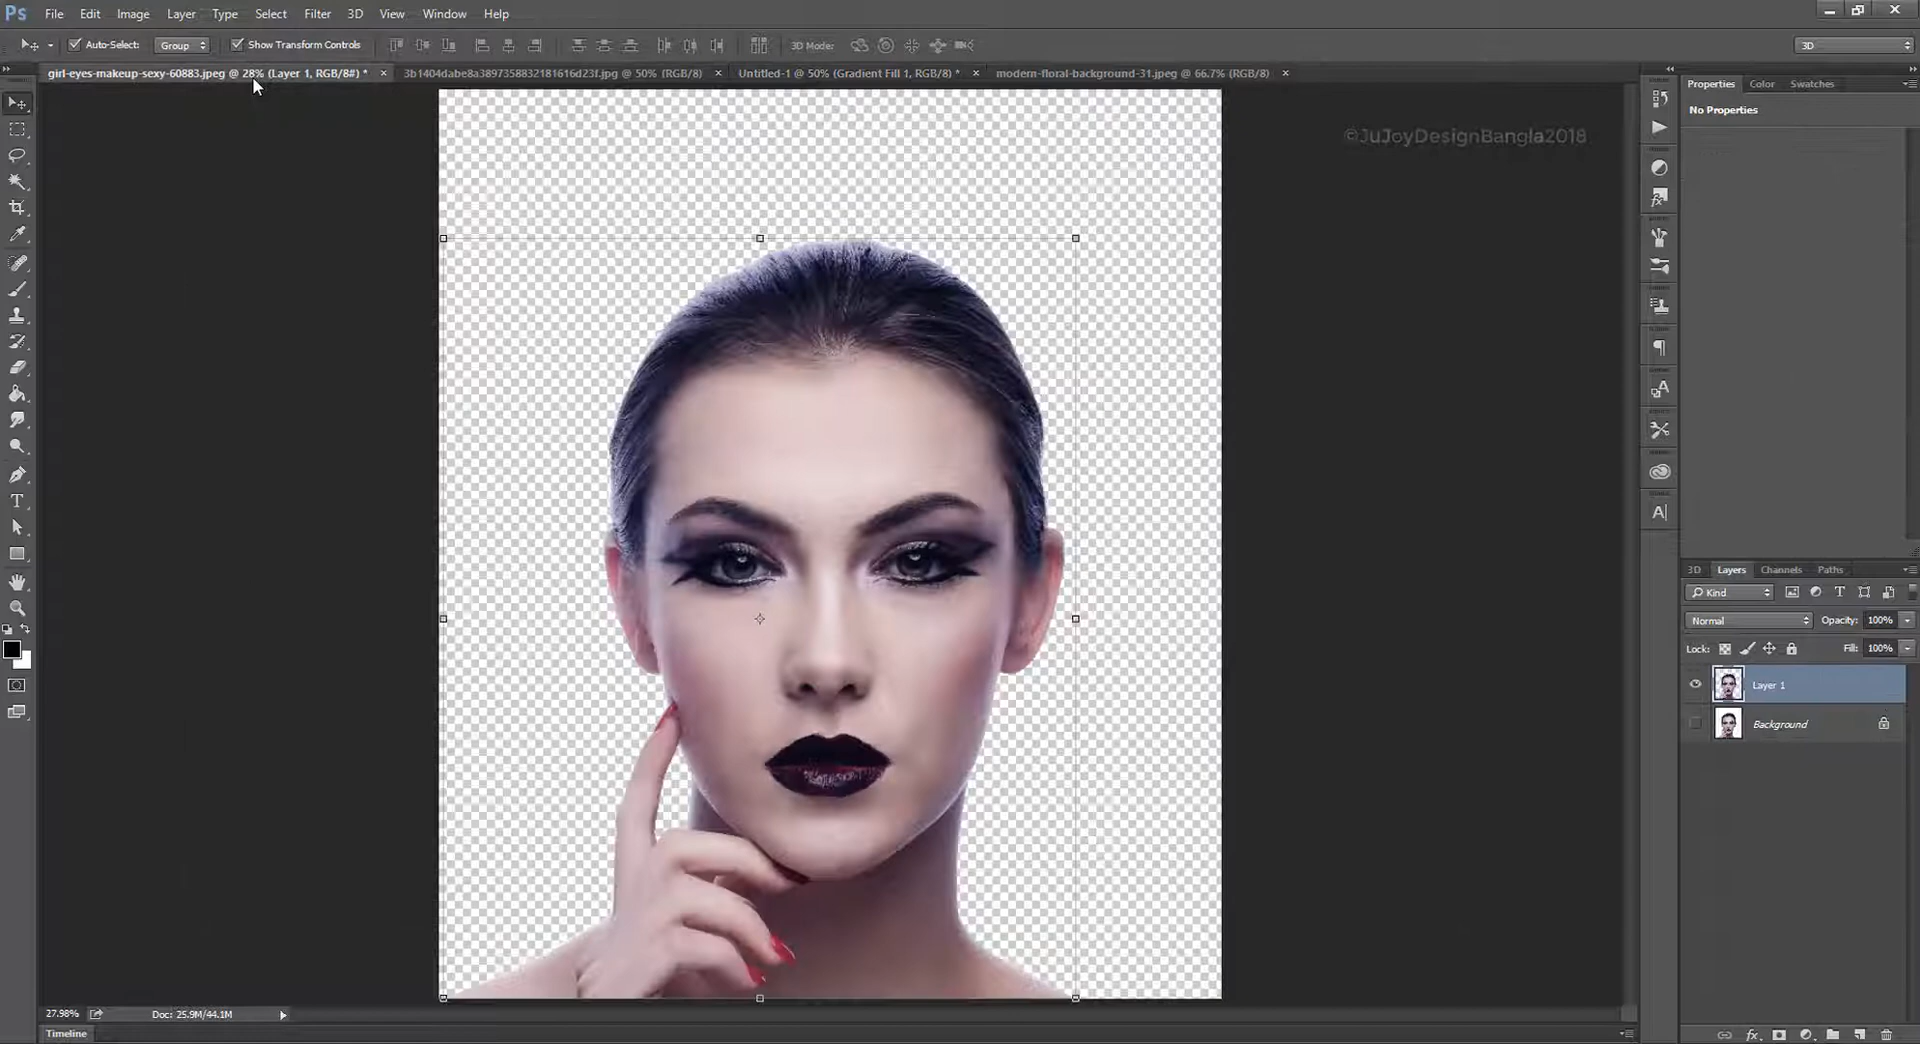 Ps File Edit Image Layer Type Select Filter 3D View Window Help
Auto-Select: Group Show Transform Controls 3D Mode: 3D
girl-eyes-makeup-sexy-60883.jpeg @ 28% (Layer 1, RGB/8#) * × 3b1404dabe8a3897358832181616d23f.jpg @ 50% (RGB/8) × Untitled-1 @ 50% (Gradient Fill 1, RGB/8) * × modern-floral-background-31.jpeg @ 66.7% (RGB/8) ×
Properties Color Swatches
No Properties
©JuJoyDesignBangla2018
3D Layers Channels Paths
Kind
Normal Opacity: 100%
Lock: Fill: 100%
Layer 1
Background
27.98% Doc: 25.9M/44.1M
Timeline